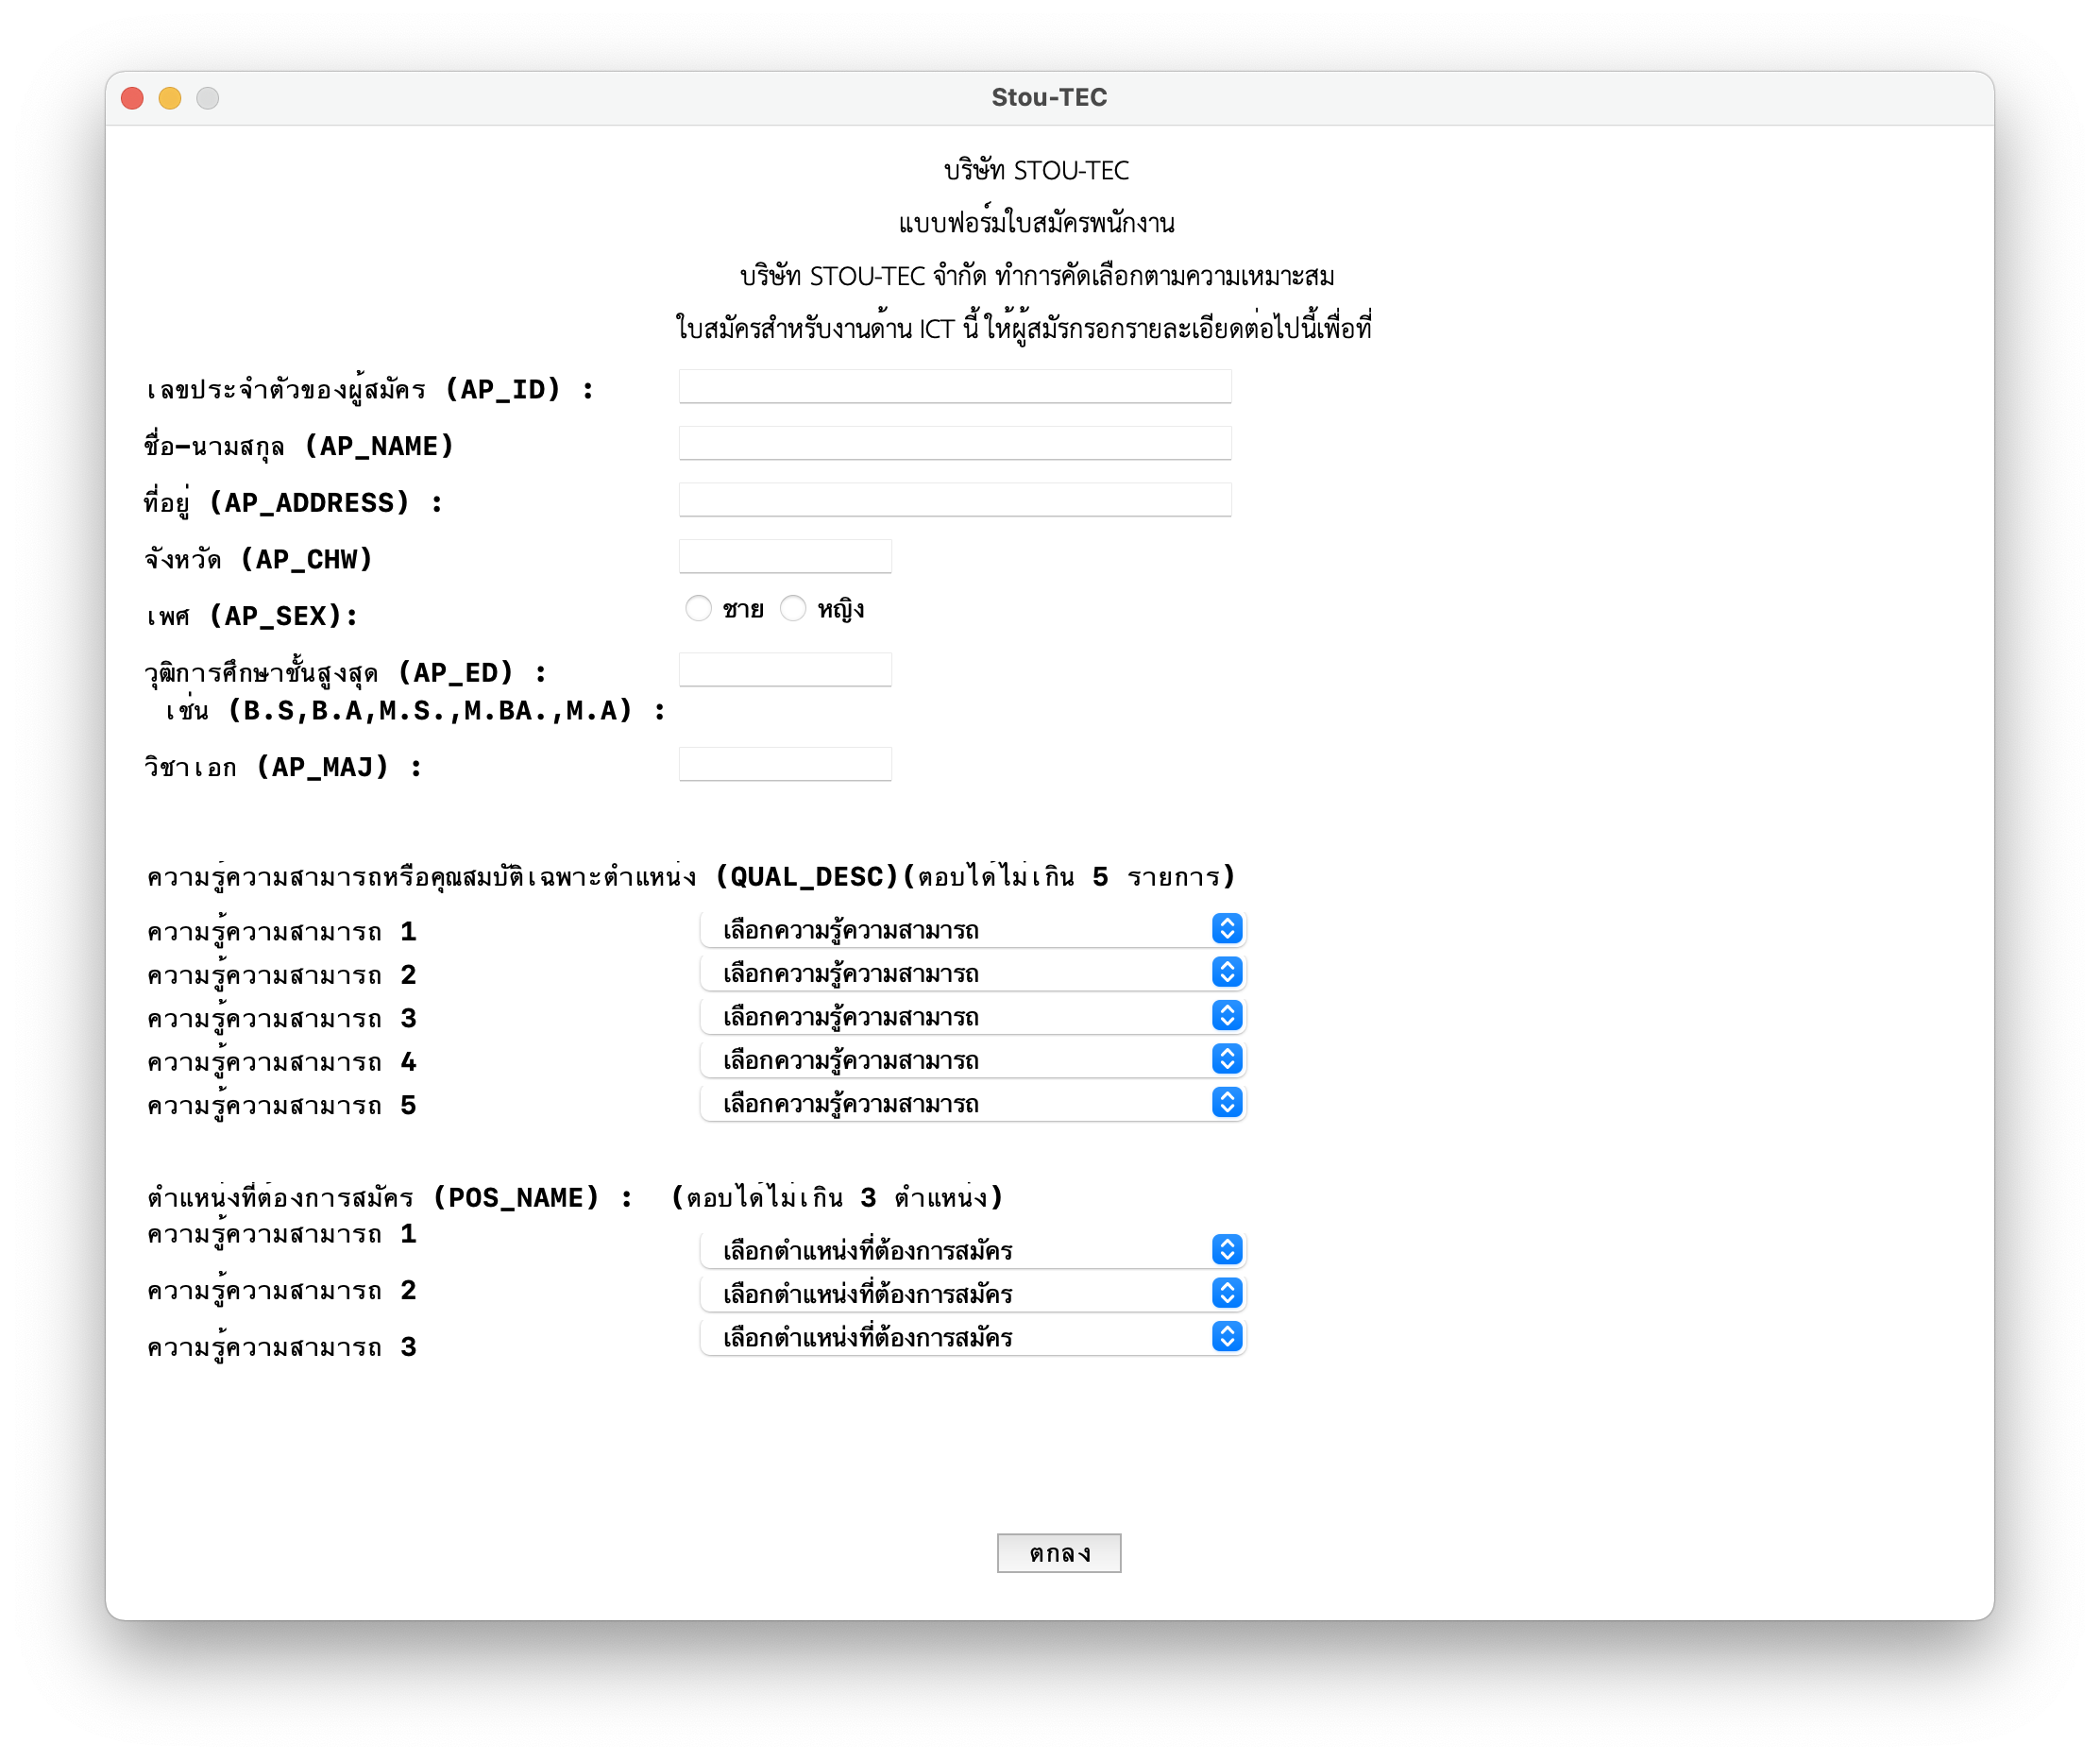 Stou-TEC
บริษัท STOU-TEC
แบบฟอร์มใบสมัครพนักงาน
บริษัท STOU-TEC จำกัด ทำการคัดเลือกตามความเหมาะสม
ใบสมัครสำหรับงานด้าน ICT นี้ ให้ผู้สมัรกรอกรายละเอียดต่อไปนี้เพื่อที่
เลขประจำตัวของผู้สมัคร (AP_ID) :
ชื่อ-นามสกุล (AP_NAME)
ที่อยู่ (AP_ADDRESS) :
จังหวัด (AP_CHW)
เพศ (AP_SEX): ชาย หญิง
วุฒิการศึกษาชั้นสูงสุด (AP_ED) :
เช่น (B.S,B.A,M.S.,M.BA.,M.A) :
วิชาเอก (AP_MAJ) :
ความรู้ความสามารถหรือคุณสมบัติเฉพาะตำแหน่ง (QUAL_DESC)(ตอบได้ไม่เกิน 5 รายการ)
ความรู้ความสามารถ 1 เลือกความรู้ความสามารถ
ความรู้ความสามารถ 2 เลือกความรู้ความสามารถ
ความรู้ความสามารถ 3 เลือกความรู้ความสามารถ
ความรู้ความสามารถ 4 เลือกความรู้ความสามารถ
ความรู้ความสามารถ 5 เลือกความรู้ความสามารถ
ตำแหน่งที่ต้องการสมัคร (POS_NAME) : (ตอบได้ไม่เกิน 3 ตำแหน่ง)
ความรู้ความสามารถ 1 เลือกตำแหน่งที่ต้องการสมัคร
ความรู้ความสามารถ 2 เลือกตำแหน่งที่ต้องการสมัคร
ความรู้ความสามารถ 3 เลือกตำแหน่งที่ต้องการสมัคร
ตกลง